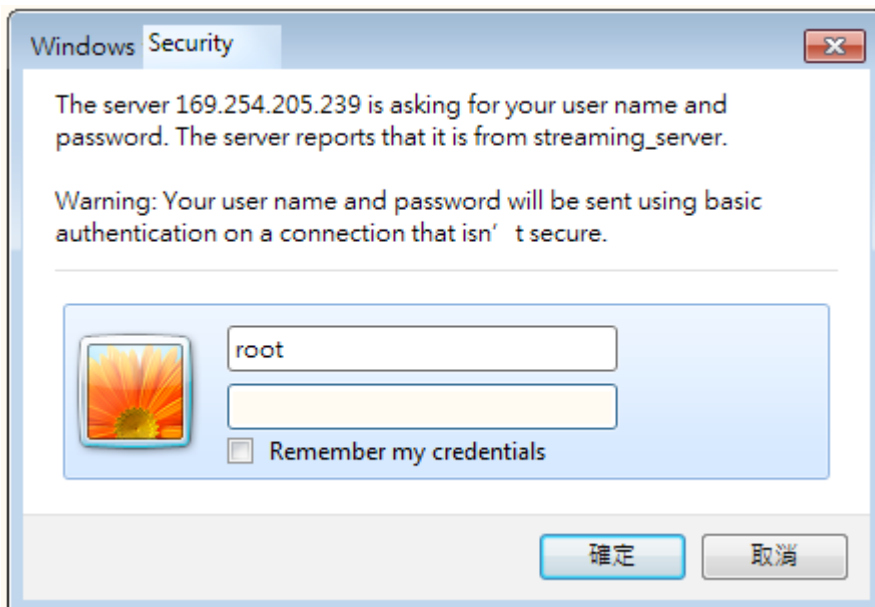 Windows Security
The server 169.254.205.239 is asking for your user name and
password. The server reports that it is from streaming_server.
Warning: Your user name and password will be sent using basic
authentication on a connection that isn’ t secure.
root
Remember my credentials
確定
取消